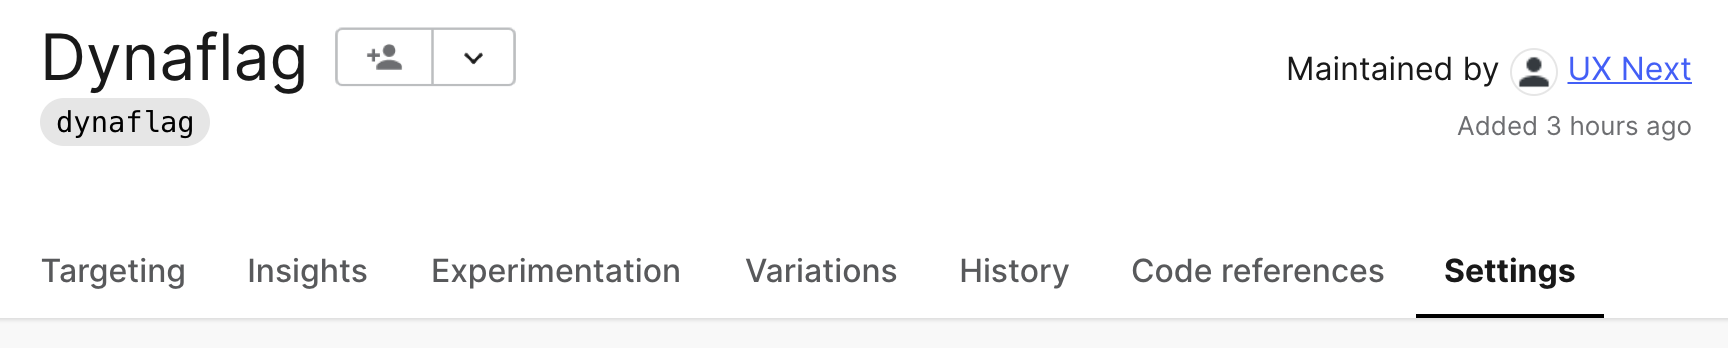 Dynaflag
dynaflag
Maintained by UX Next
Added 3 hours ago
Targeting Insights Experimentation Variations History Code references Settings